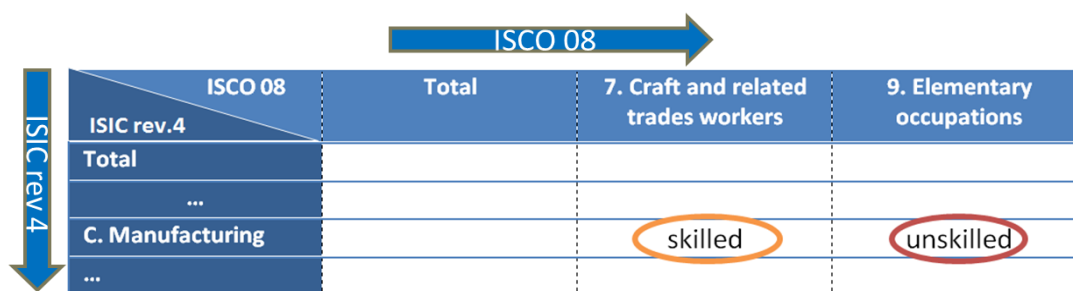 ISCO 08
ISIC rev 4
ISCO 08
ISIC rev.4
Total
7. Craft and related
trades workers
9. Elementary
occupations
Total
...
C. Manufacturing
skilled
unskilled
...